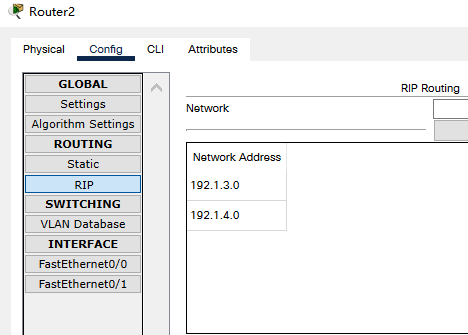 Router2
Physical Config CLI Attributes
GLOBAL
Settings
Algorithm Settings
ROUTING
Static
RIP
SWITCHING
VLAN Database
INTERFACE
FastEthernet0/0
FastEthernet0/1
RIP Routing
Network
Network Address
192.1.3.0
192.1.4.0